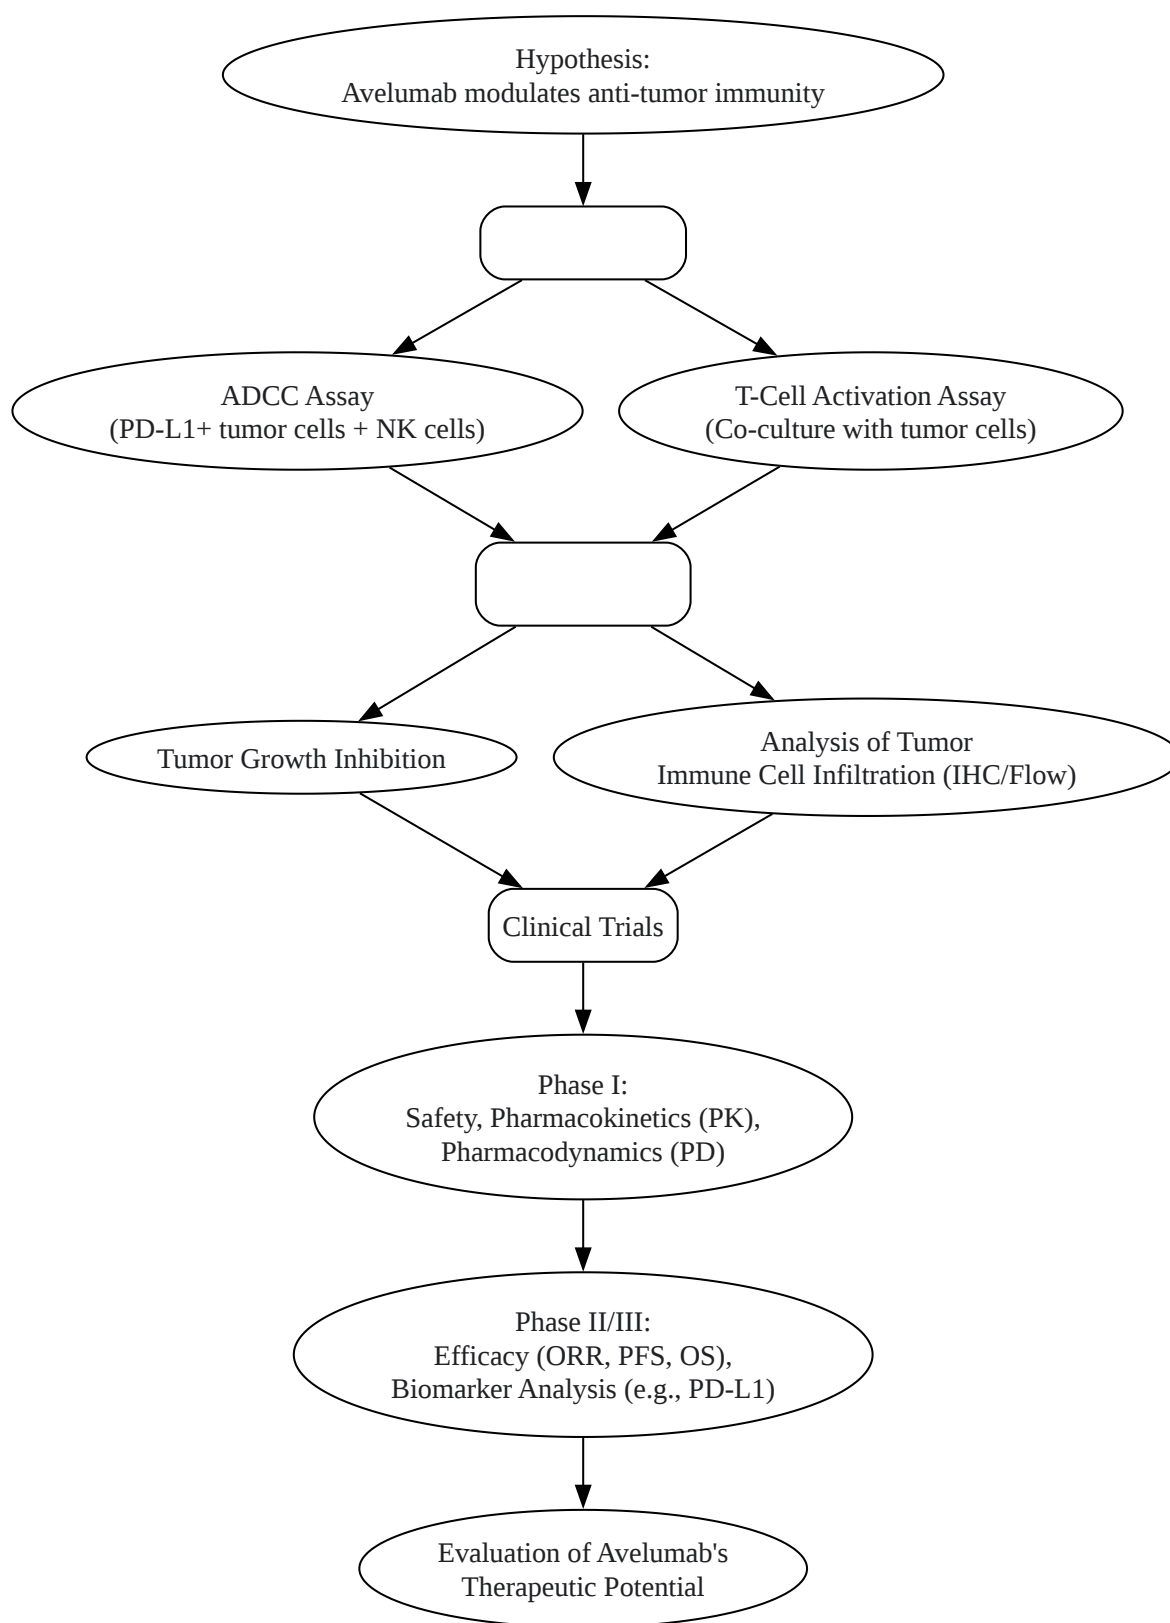 Hypothesis:
Avelumab modulates anti-tumor immunity
ADCC Assay
(PD-L1+ tumor cells + NK cells)
T-Cell Activation Assay
(Co-culture with tumor cells)
Tumor Growth Inhibition
Analysis of Tumor
Immune Cell Infiltration (IHC/Flow)
Clinical Trials
Phase I:
Safety, Pharmacokinetics (PK),
Pharmacodynamics (PD)
Phase II/III:
Efficacy (ORR, PFS, OS),
Biomarker Analysis (e.g., PD-L1)
Evaluation of Avelumab's
Therapeutic Potential